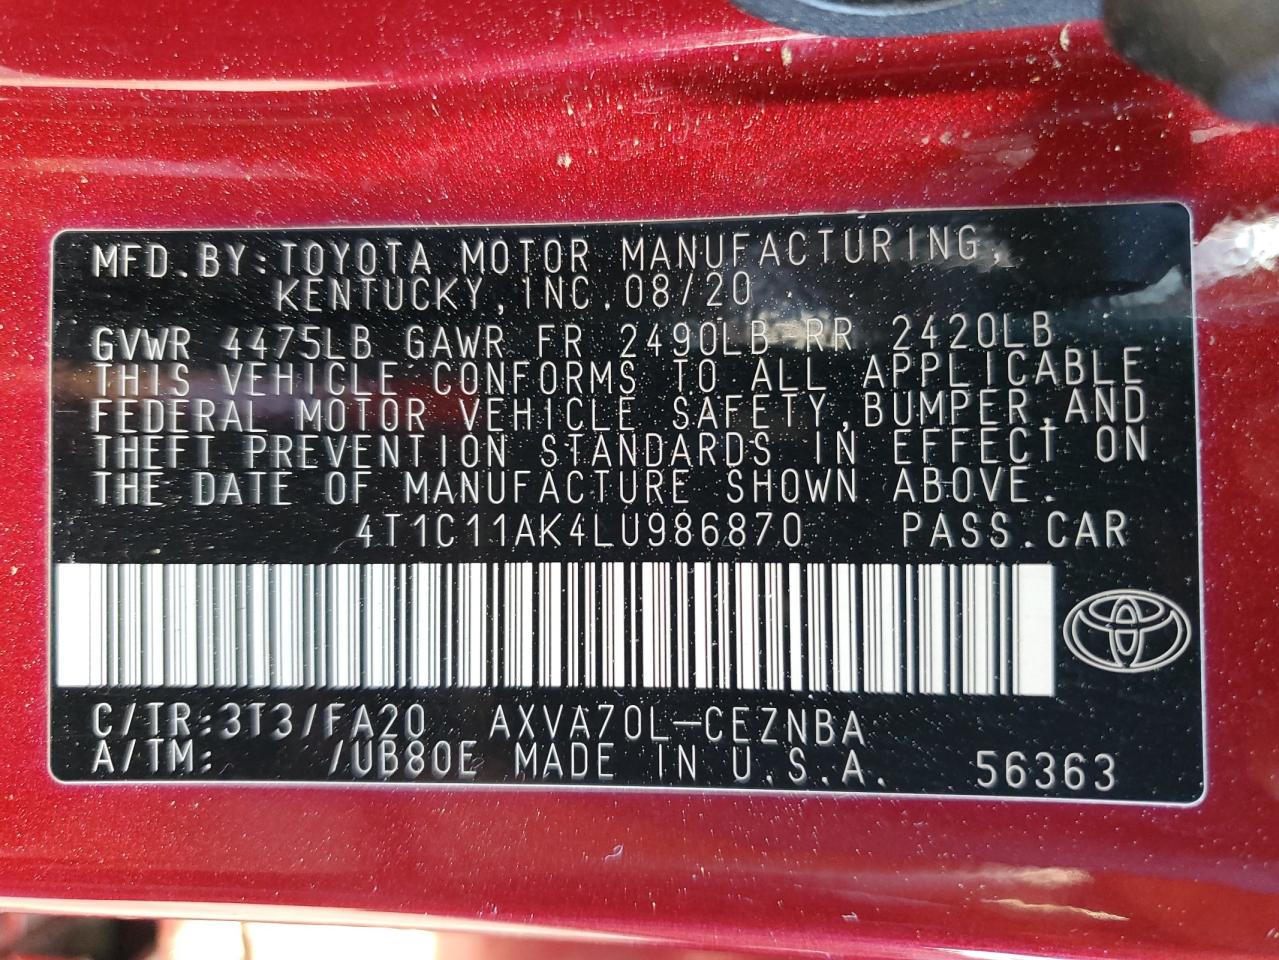 MFD.BY:TOYOTA MOTOR MANUFACTURING,
KENTUCKY,INC.08/20
GVWR 4475LB GAWR FR 2490LB RR 2420LB
THIS VEHICLE CONFORMS TO ALL APPLICABLE
FEDERAL MOTOR VEHICLE SAFETY,BUMPER,AND
THEFT PREVENTION STANDARDS IN EFFECT ON
THE DATE OF MANUFACTURE SHOWN ABOVE.
4T1C11AK4LU986870 PASS.CAR
C/TR:3T3/FA20 AXVA70L-CEZNBA
A/TM: /UB80E MADE IN U.S.A. 56363